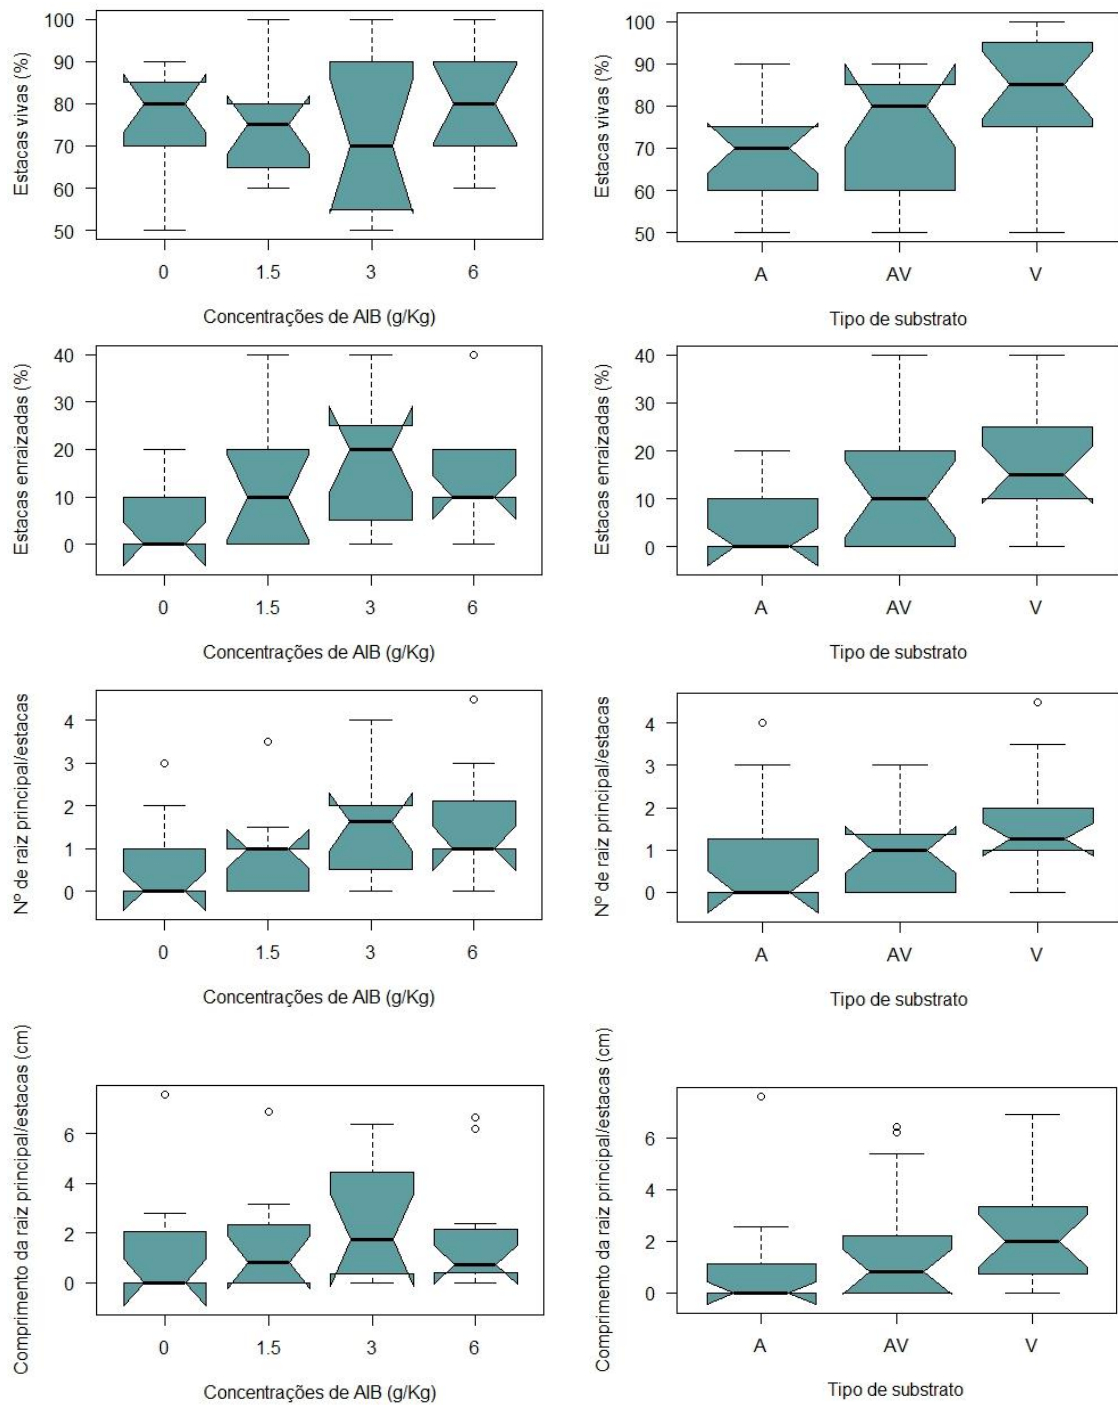 Estacas vivas (%)
100
90
80
70
60
50
0 1.5 3 6
Concentrações de AIB (g/Kg)
Estacas vivas (%)
100
90
80
70
60
50
A AV V
Tipo de substrato
Estacas enraizadas (%)
40
30
20
10
0
0 1.5 3 6
Concentrações de AIB (g/Kg)
Estacas enraizadas (%)
40
30
20
10
0
A AV V
Tipo de substrato
Nº de raiz principal/estacas
4
3
2
1
0
0 1.5 3 6
Concentrações de AIB (g/Kg)
Nº de raiz principal/estacas
4
3
2
1
0
A AV V
Tipo de substrato
Comprimento da raiz principal/estacas (cm)
6
4
2
0
0 1.5 3 6
Concentrações de AIB (g/Kg)
Comprimento da raiz principal/estacas (cm)
6
4
2
0
A AV V
Tipo de substrato